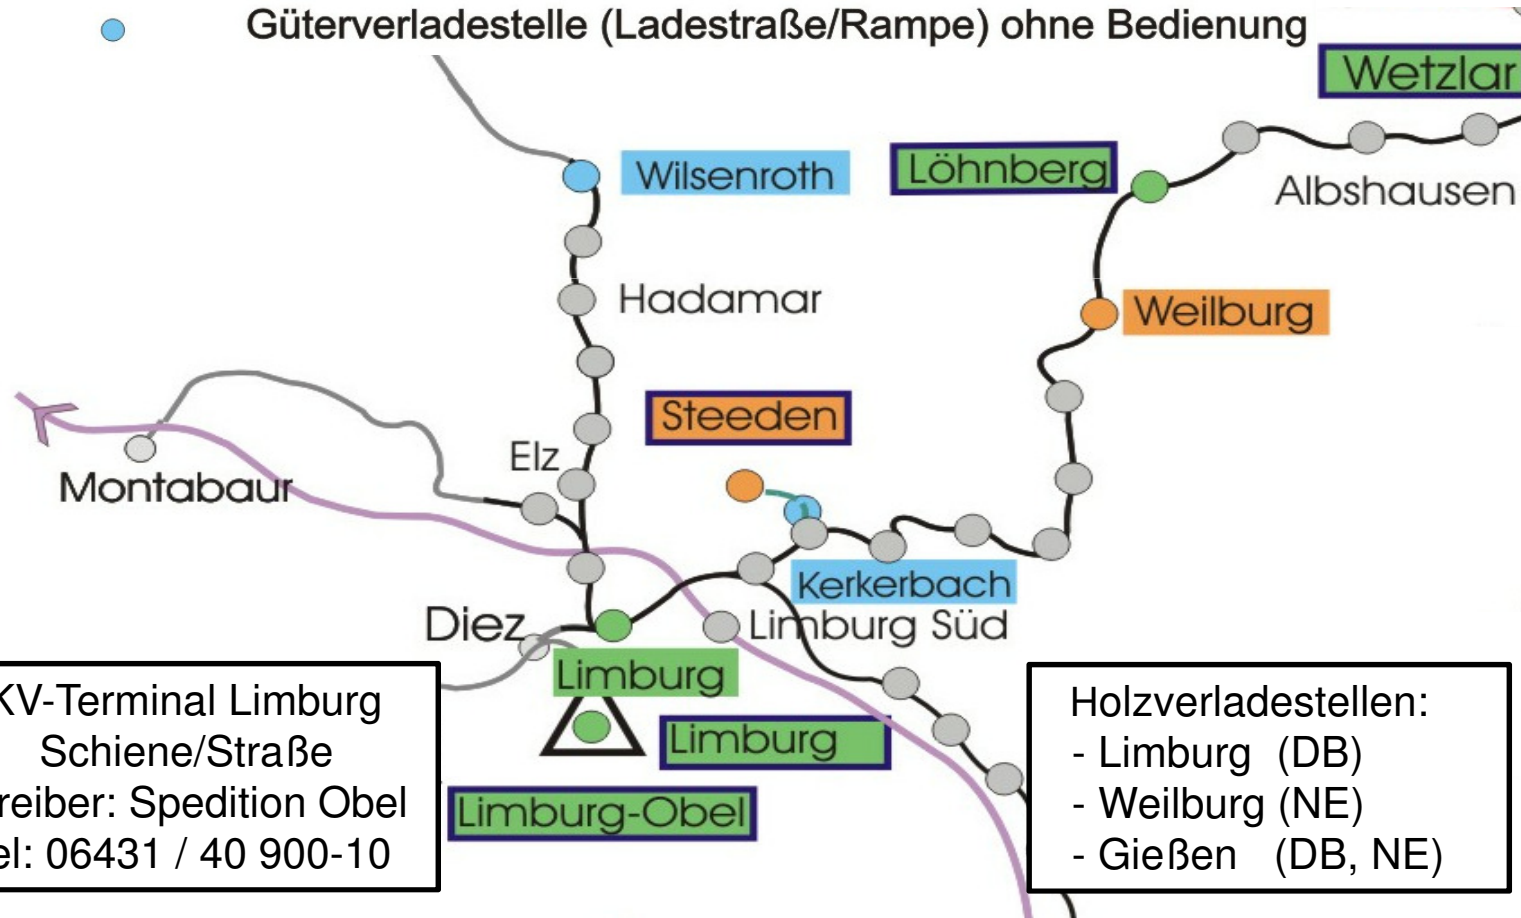 Güterverladestelle (Ladestraße/Rampe) ohne Bedienung
Wetzlar
Wilsenroth
Löhnberg
Albshausen
Hadamar
Weilburg
Steeden
Elz
Montabaur
Kerkerbach
Diez
Limburg Süd
Limburg
KV-Terminal Limburg
Schiene/Straße
reiber: Spedition Obel
el: 06431 / 40 900-10
Limburg
Limburg-Obel
Holzverladestellen:
- Limburg (DB)
- Weilburg (NE)
- Gießen (DB, NE)